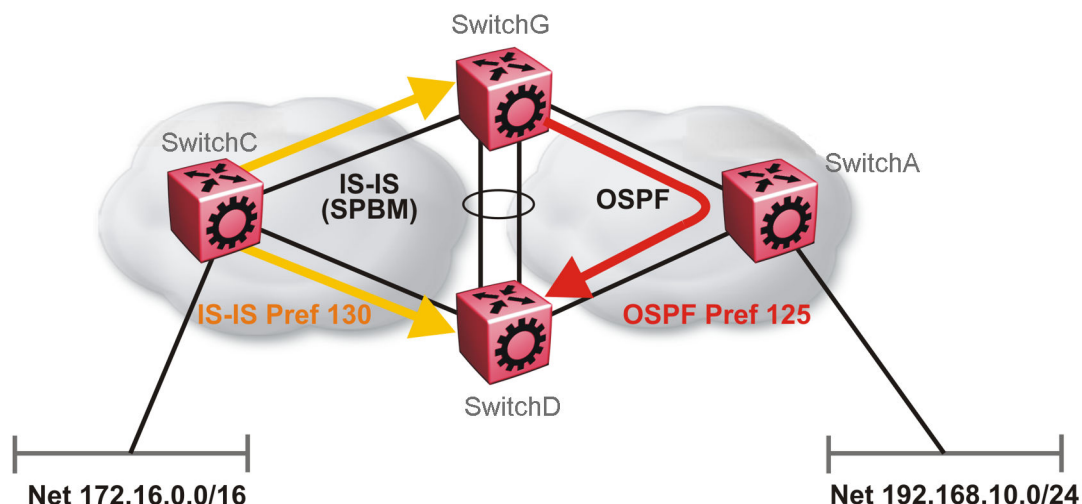 SwitchG
SwitchC
SwitchA
IS-IS
(SPBM)
OSPF
IS-IS Pref 130
OSPF Pref 125
SwitchD
Net 172.16.0.0/16
Net 192.168.10.0/24